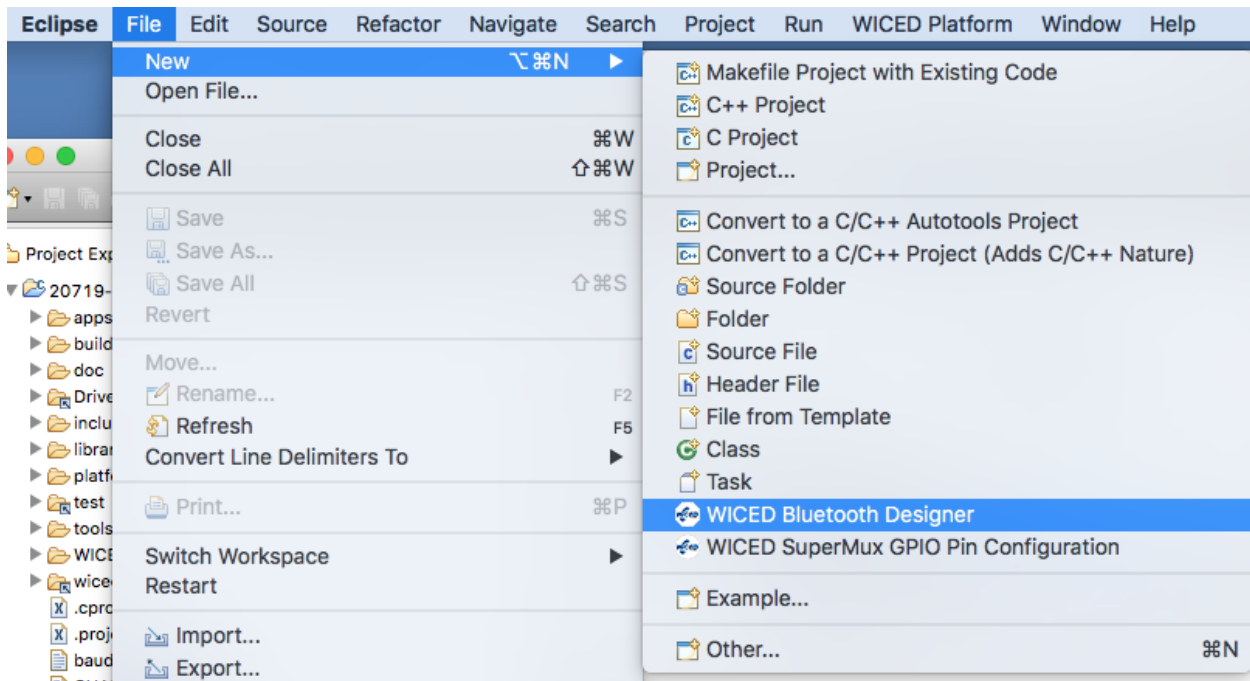 Eclipse File Edit Source Refactor Navigate Search Project Run WICED Platform Window Help
New ⌥⌘N ▶
Open File...
Close ⌘W
Close All ⇧⌘W
Save ⌘S
Save As...
Save All ⇧⌘S
Revert
Move...
Rename... F2
Refresh F5
Convert Line Delimiters To ▶
Print... ⌘P
Switch Workspace ▶
Restart
Import...
Export...
Makefile Project with Existing Code
C++ Project
C Project
Project...
Convert to a C/C++ Autotools Project
Convert to a C/C++ Project (Adds C/C++ Nature)
Source Folder
Folder
Source File
Header File
File from Template
Class
Task
WICED Bluetooth Designer
WICED SuperMux GPIO Pin Configuration
Example...
Other... ⌘N
Project Exp
20719-
apps
build
doc
Drive
inclu
librar
platf
test
tools
WICE
wice
.cpro
.proj
baud